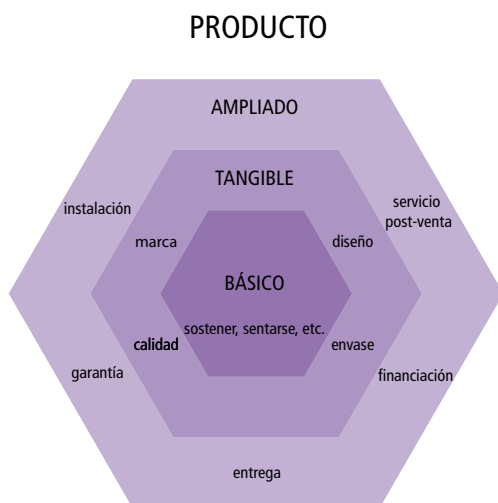 PRODUCTO
AMPLIADO
TANGIBLE
instalación
servicio
post-venta
marca
diseño
BÁSICO
sostener, sentarse, etc.
calidad
envase
garantía
financiación
entrega